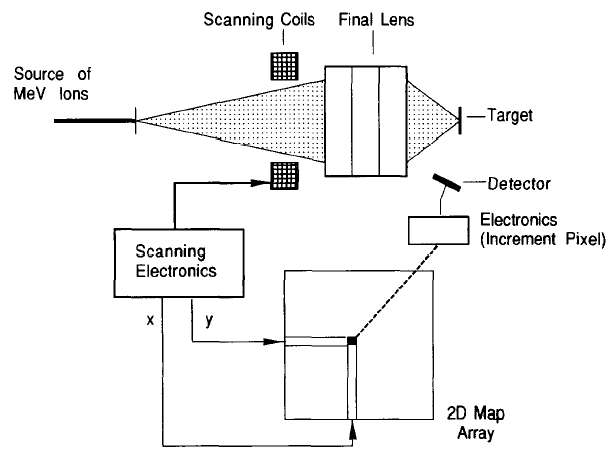 Scanning Coils
Final Lens
Source of
MeV Ions
Target
Detector
Electronics
(Increment Pixel)
Scanning
Electronics
x
y
2D Map
Array